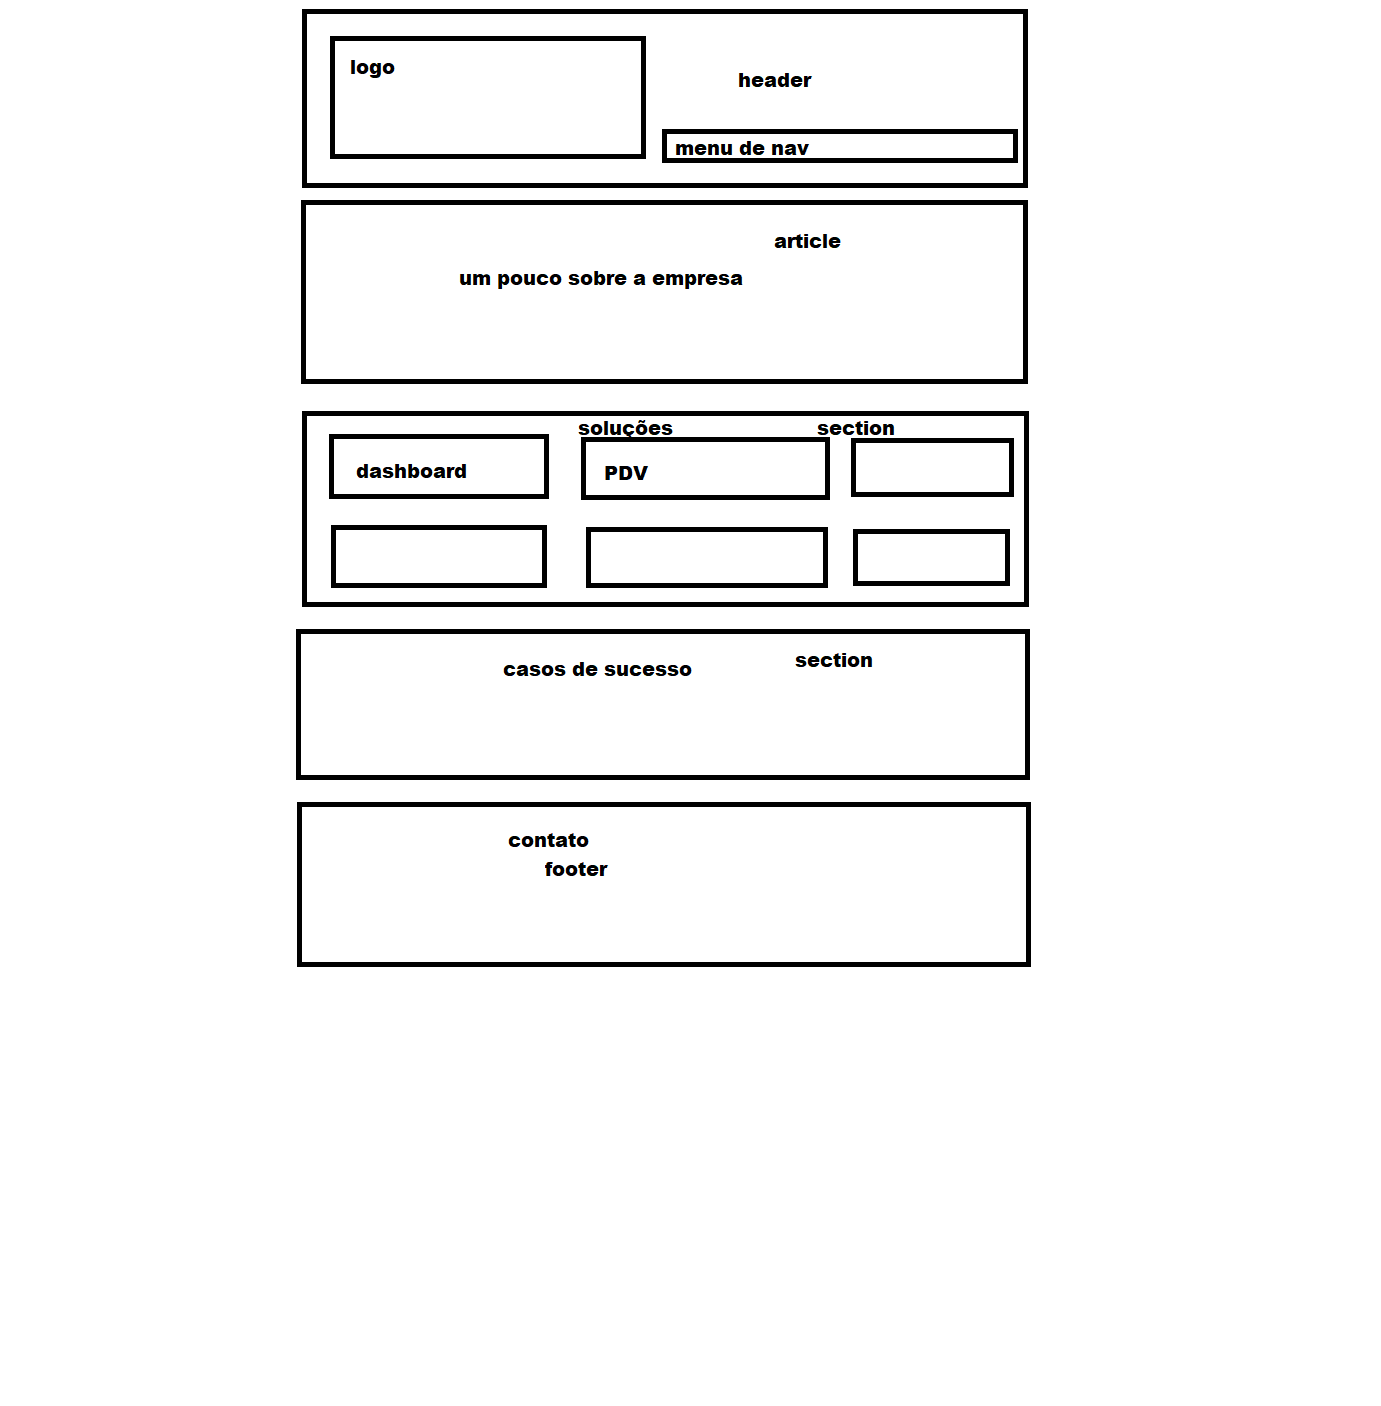 logo
header
menu de nav
article
um pouco sobre a empresa
soluções
section
dashboard
PDV
casos de sucesso
section
contato
footer